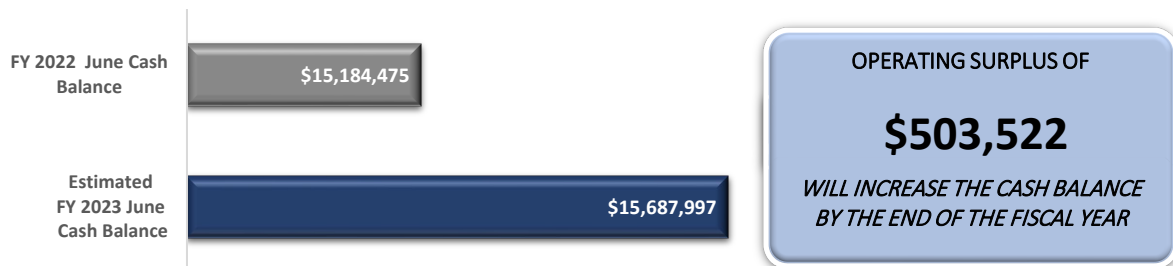 FY 2022 June Cash
Balance
$15,184,475
Estimated
FY 2023 June
Cash Balance
$15,687,997
OPERATING SURPLUS OF
$503,522
WILL INCREASE THE CASH BALANCE
BY THE END OF THE FISCAL YEAR